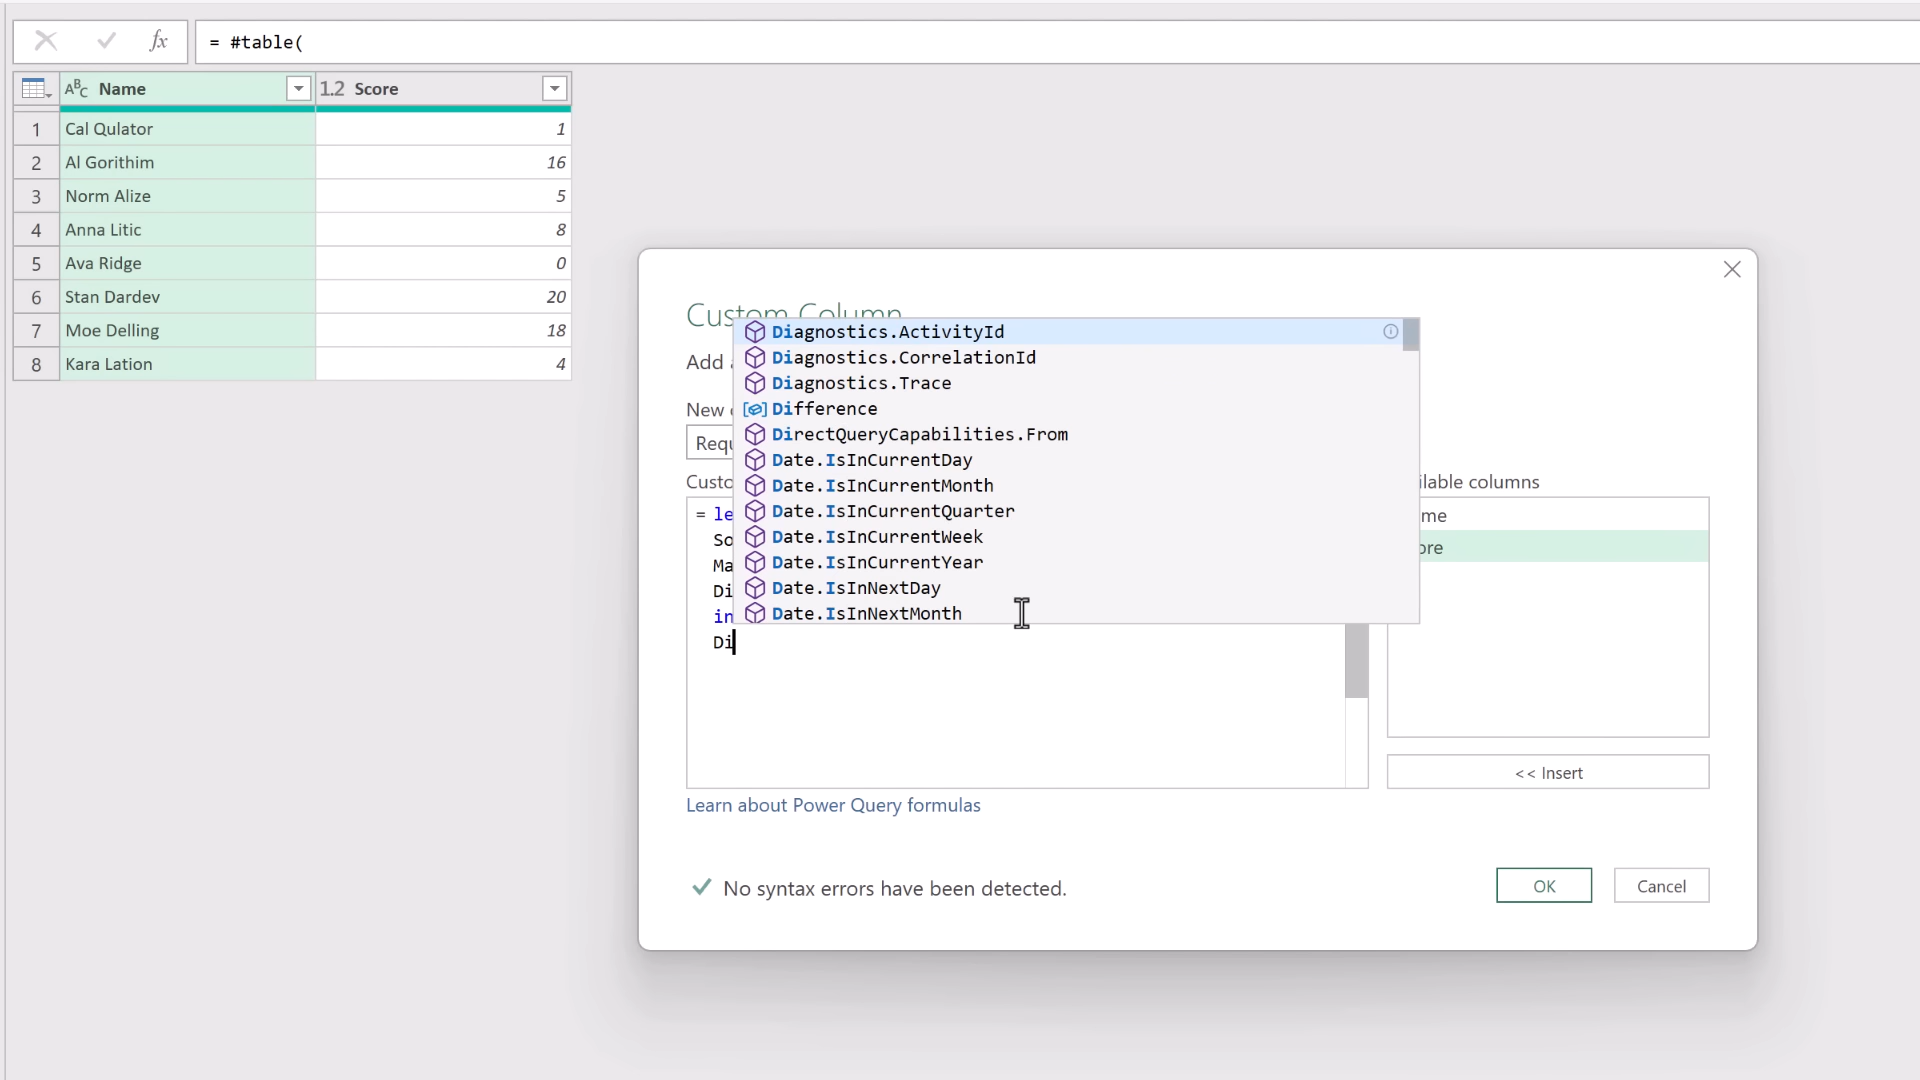 fx = #table(
ABC Name 1.2 Score
1 Cal Qulator 1
2 Al Gorithim 16
3 Norm Alize 5
4 Anna Litic 8
5 Ava Ridge 0
6 Stan Dardev 20
7 Moe Delling 18
8 Kara Lation 4
Custom Column
Add
New
Requ
Custo
ilable columns
me
ore
= le
So
Ma
Di
in
Di
Diagnostics.ActivityId
Diagnostics.CorrelationId
Diagnostics.Trace
Difference
DirectQueryCapabilities.From
Date.IsInCurrentDay
Date.IsInCurrentMonth
Date.IsInCurrentQuarter
Date.IsInCurrentWeek
Date.IsInCurrentYear
Date.IsInNextDay
Date.IsInNextMonth
<< Insert
Learn about Power Query formulas
No syntax errors have been detected.
OK Cancel